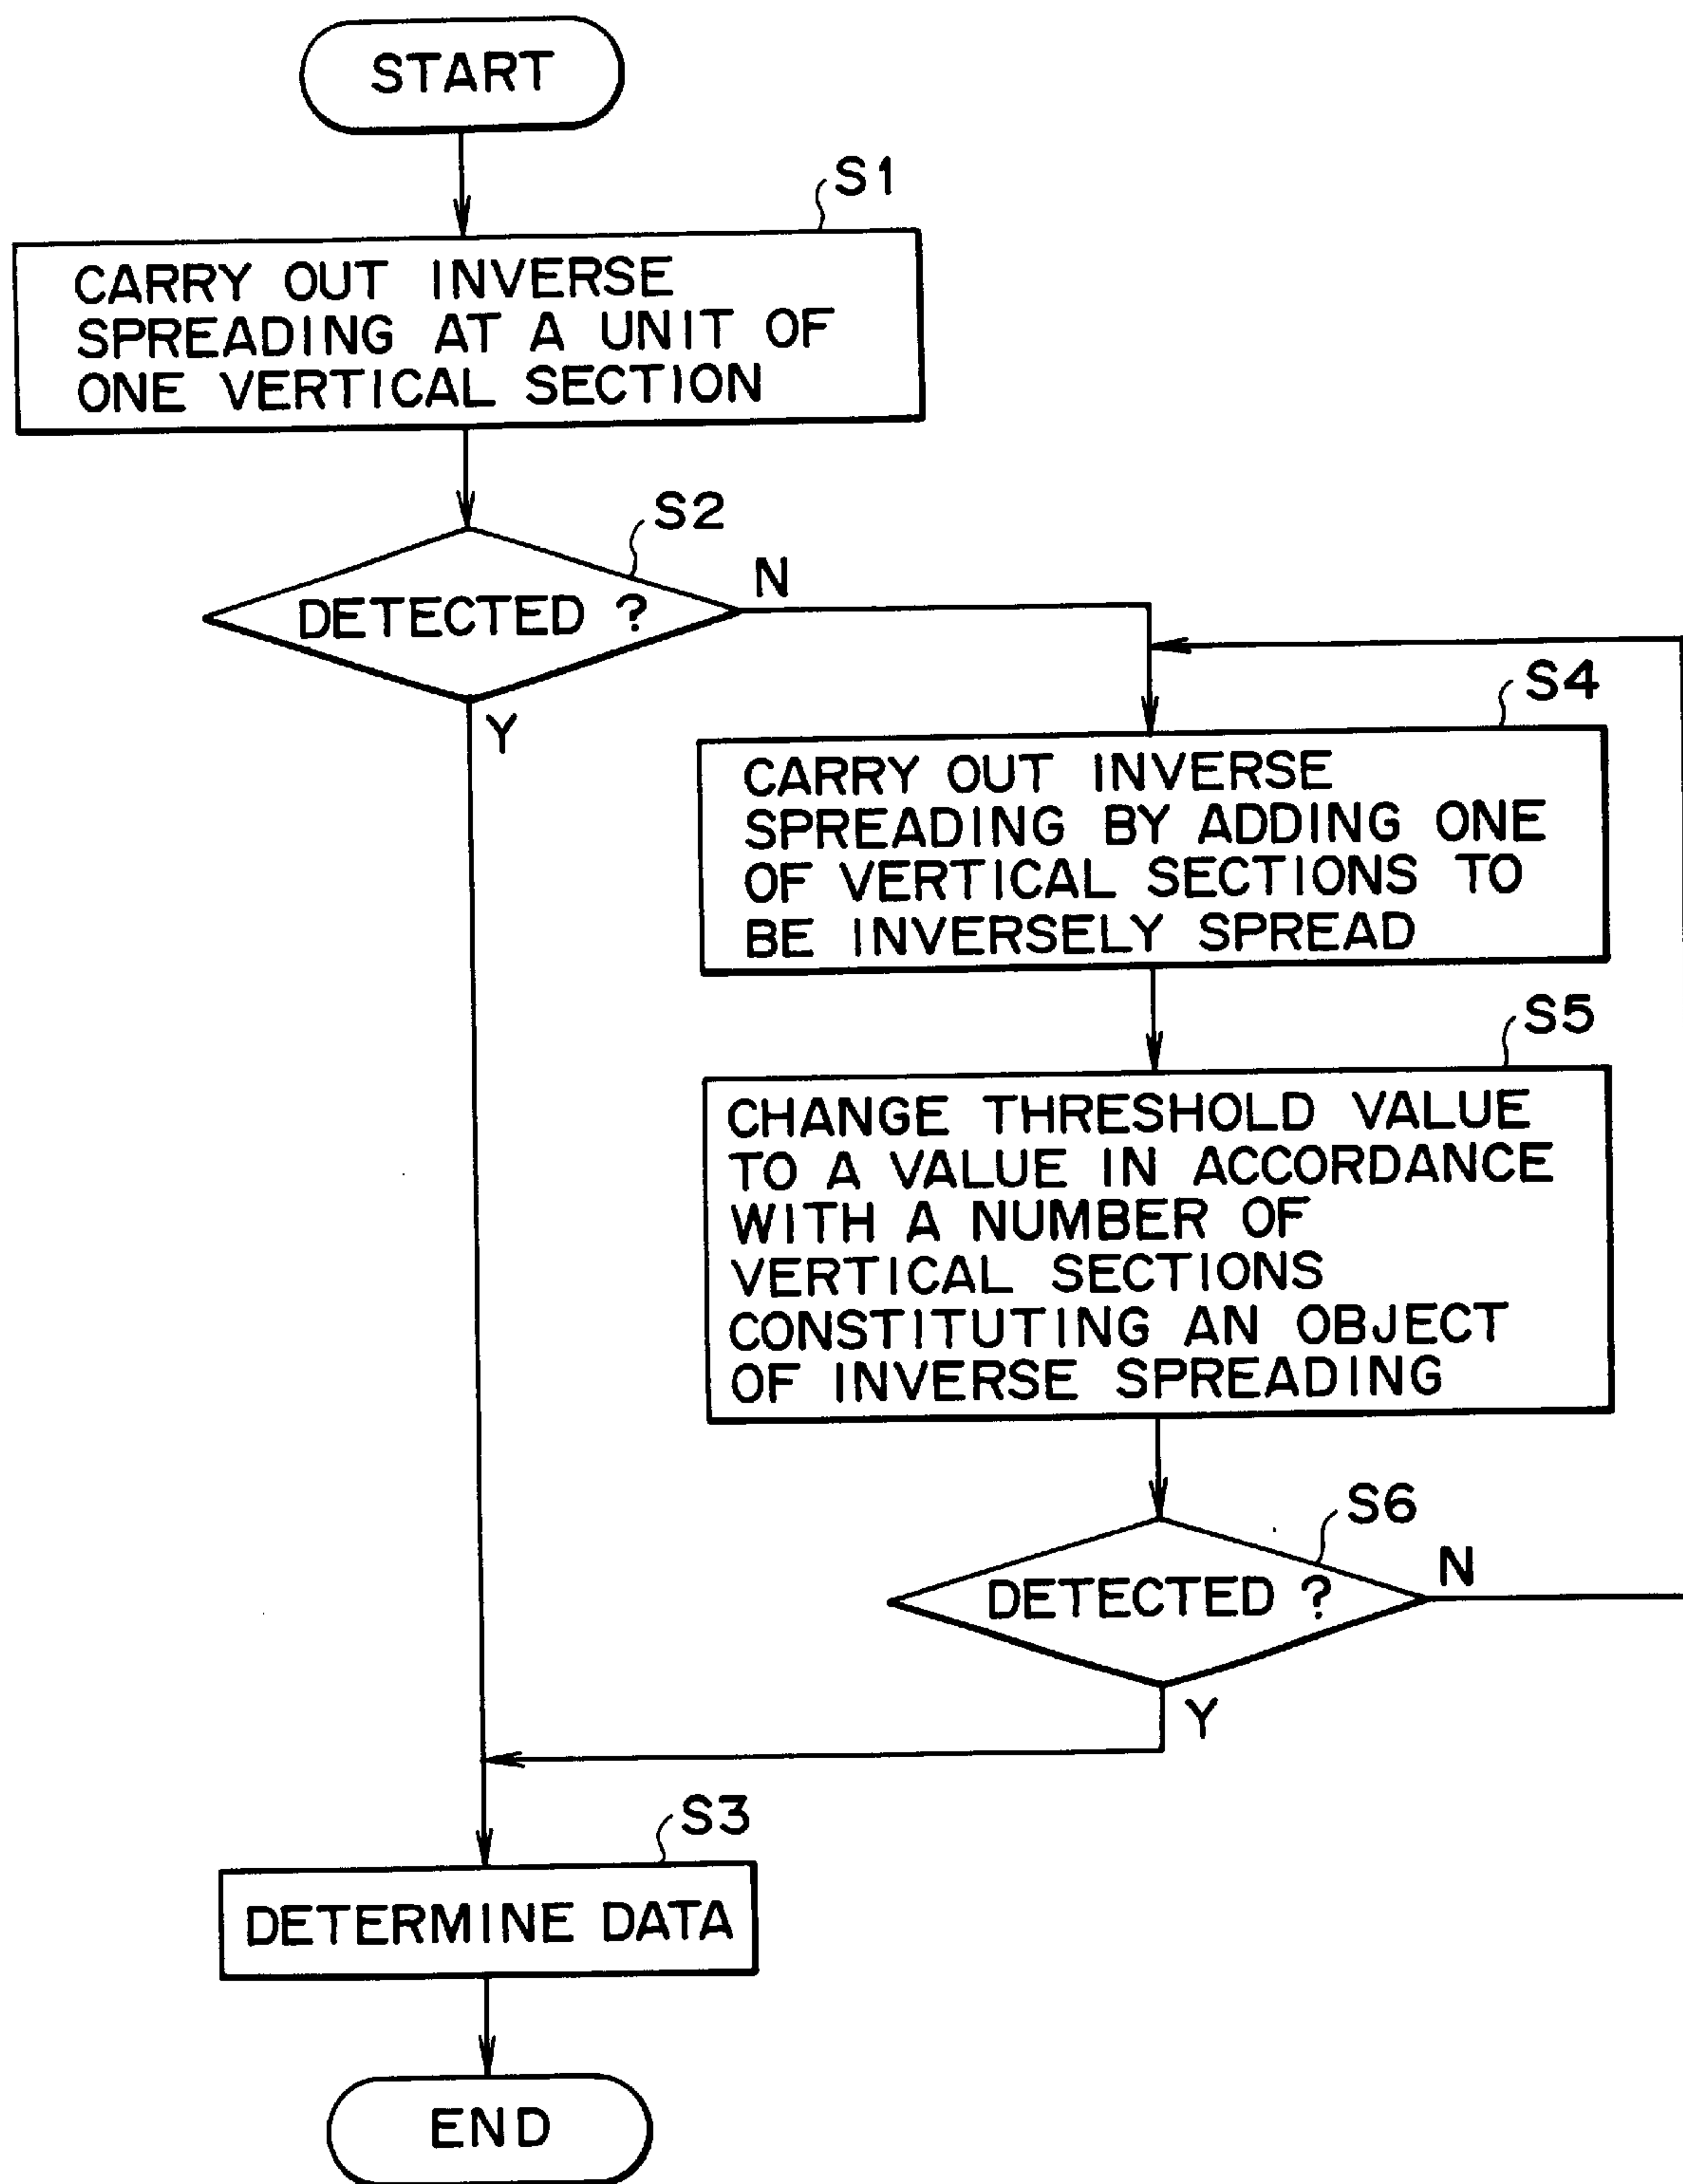 START
S1
CARRY OUT INVERSE
SPREADING AT A UNIT OF
ONE VERTICAL SECTION
S2
DETECTED ?
N
Y
S4
CARRY OUT INVERSE
SPREADING BY ADDING ONE
OF VERTICAL SECTIONS TO
BE INVERSELY SPREAD
S5
CHANGE THRESHOLD VALUE
TO A VALUE IN ACCORDANCE
WITH A NUMBER OF
VERTICAL SECTIONS
CONSTITUTING AN OBJECT
OF INVERSE SPREADING
S6
DETECTED ?
N
Y
S3
DETERMINE DATA
END